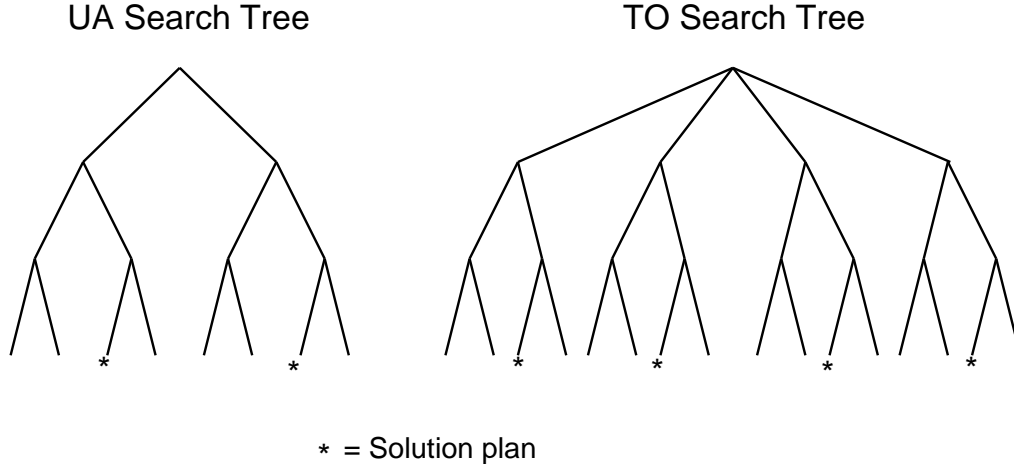 UA Search Tree
TO Search Tree
* * * * * *
* = Solution plan